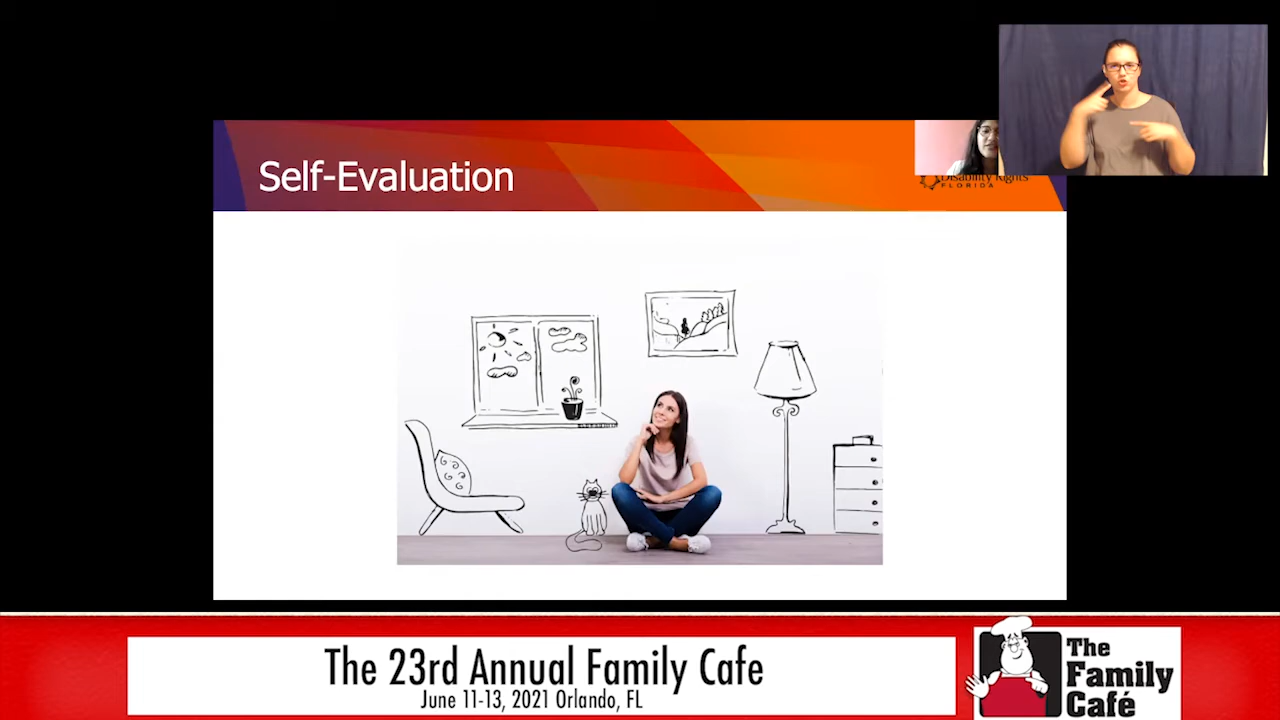 Self-Evaluation
Disability Rights
FLORIDA
The 23rd Annual Family Cafe
June 11-13, 2021 Orlando, FL
The
Family
Café